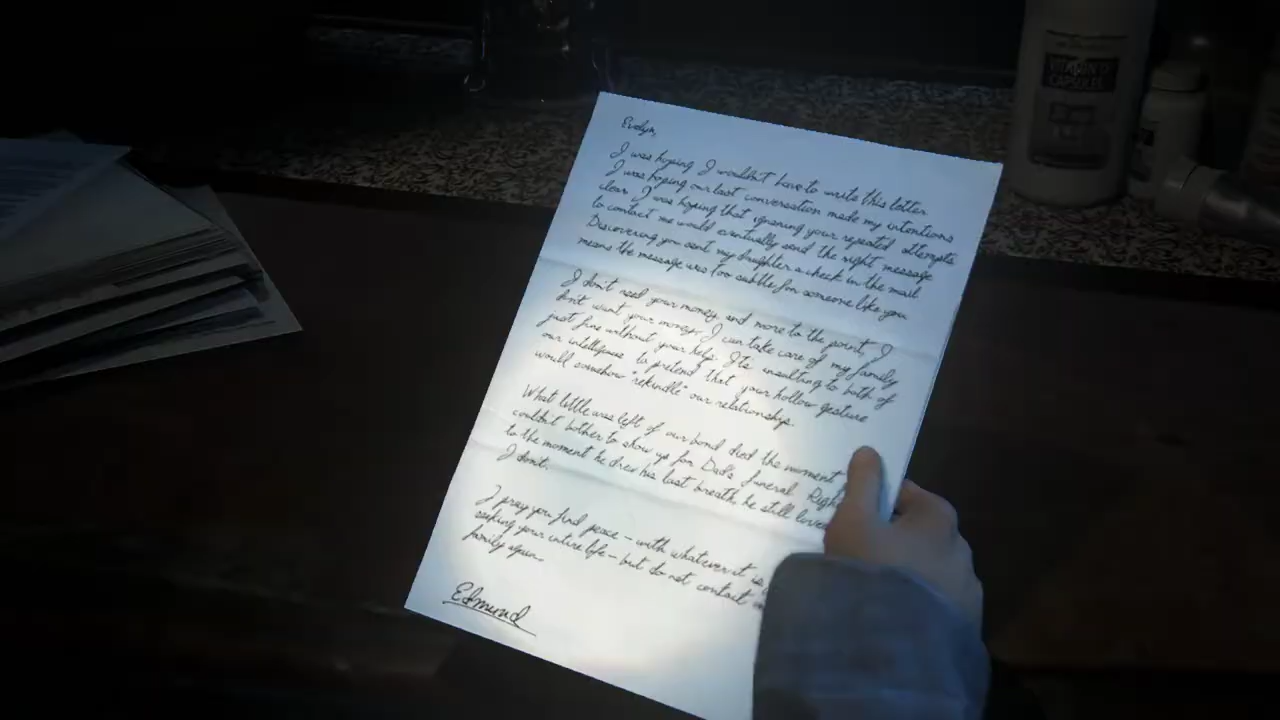 Evelyn,
I was hoping I wouldn't have to write this letter
I was hoping our last conversation made my intentions
clear. I was hoping that ignoring your repeated attempts
to contact me would eventually send the right message
Discovering you sent my daughter a check in the mail
means the message was too subtle for someone like you
I don't need your money, and more to the point, I
don't want your money. I can take care of my family
just fine without your help. It's insulting to both of
our intelligence to pretend that your hollow gesture
would somehow "rekindle" our relationship.
What little was left of our bond died the moment
couldn't bother to show up for Dad's funeral. Righ
to the moment he drew his last breath, he still love
I don't.
I pray you find peace – with whatever it is
seeking your entire life – but do not contact
family again.
Edmund
VITAMIN D
CAPSULES